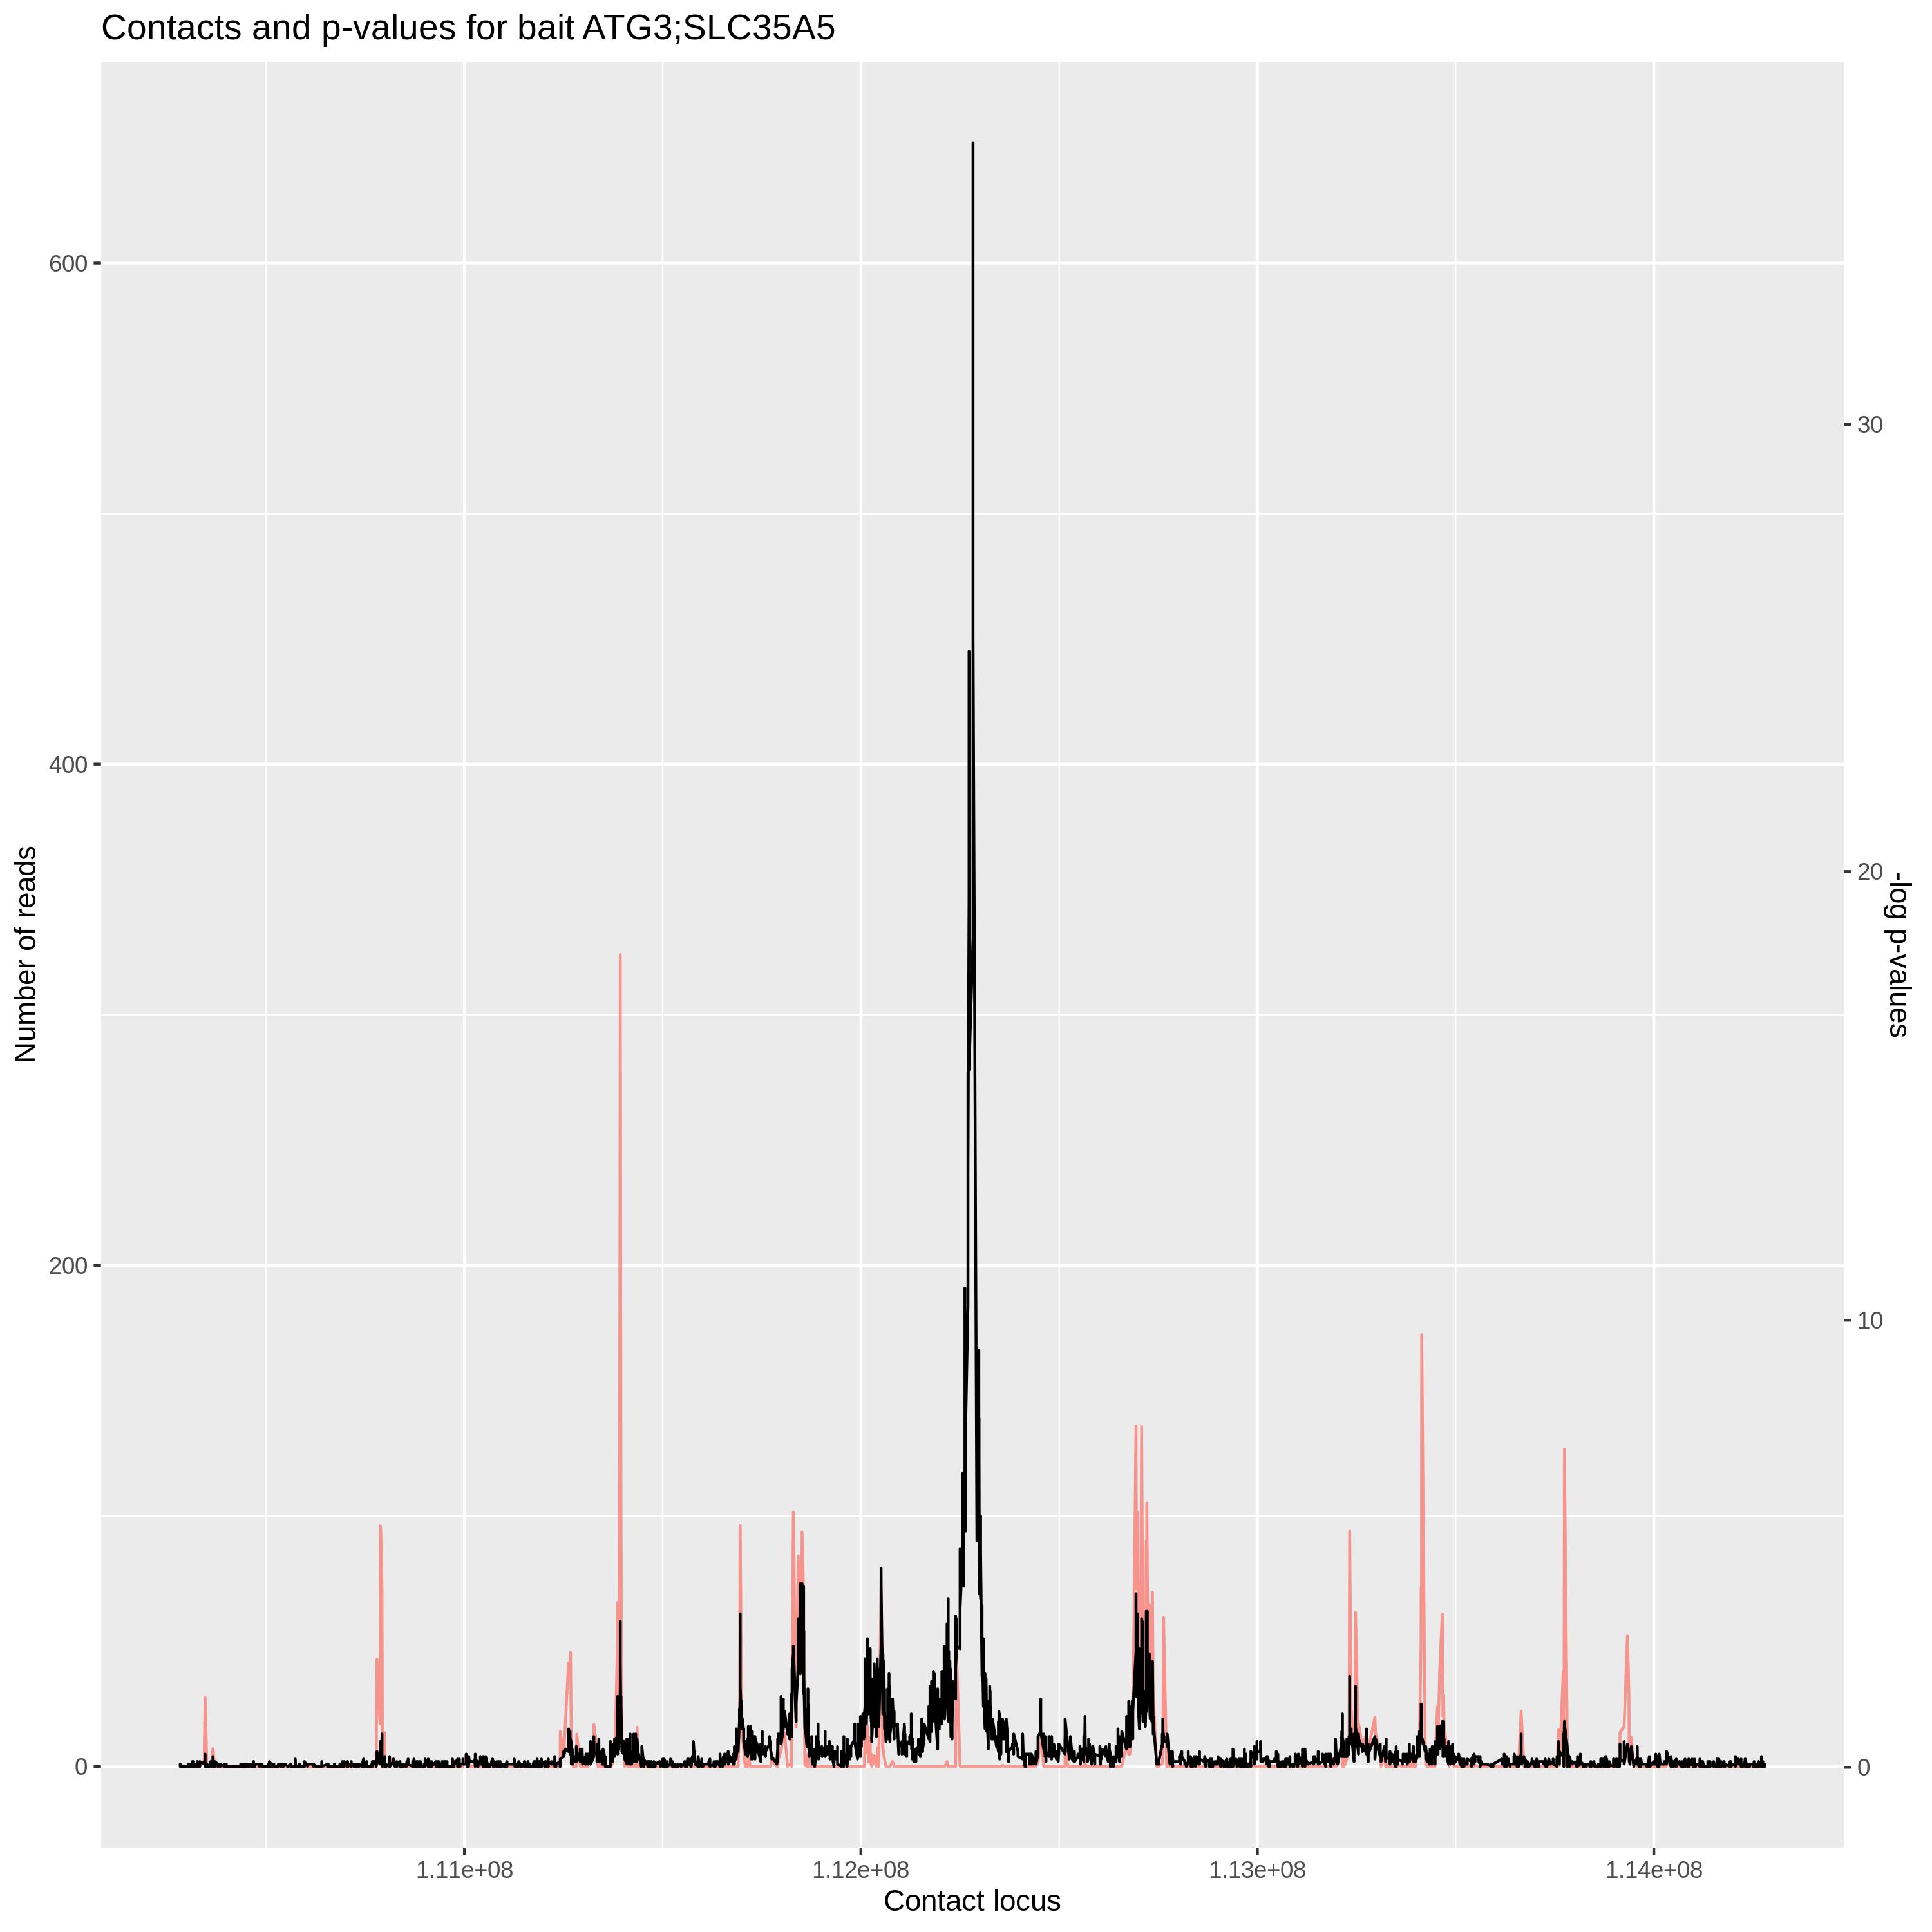 Contacts and p-values for bait ATG3;SLC35A5
600
400
200
0
Number of reads
30
20
10
0
-log p-values
1.11e+08
1.12e+08
1.13e+08
1.14e+08
Contact locus